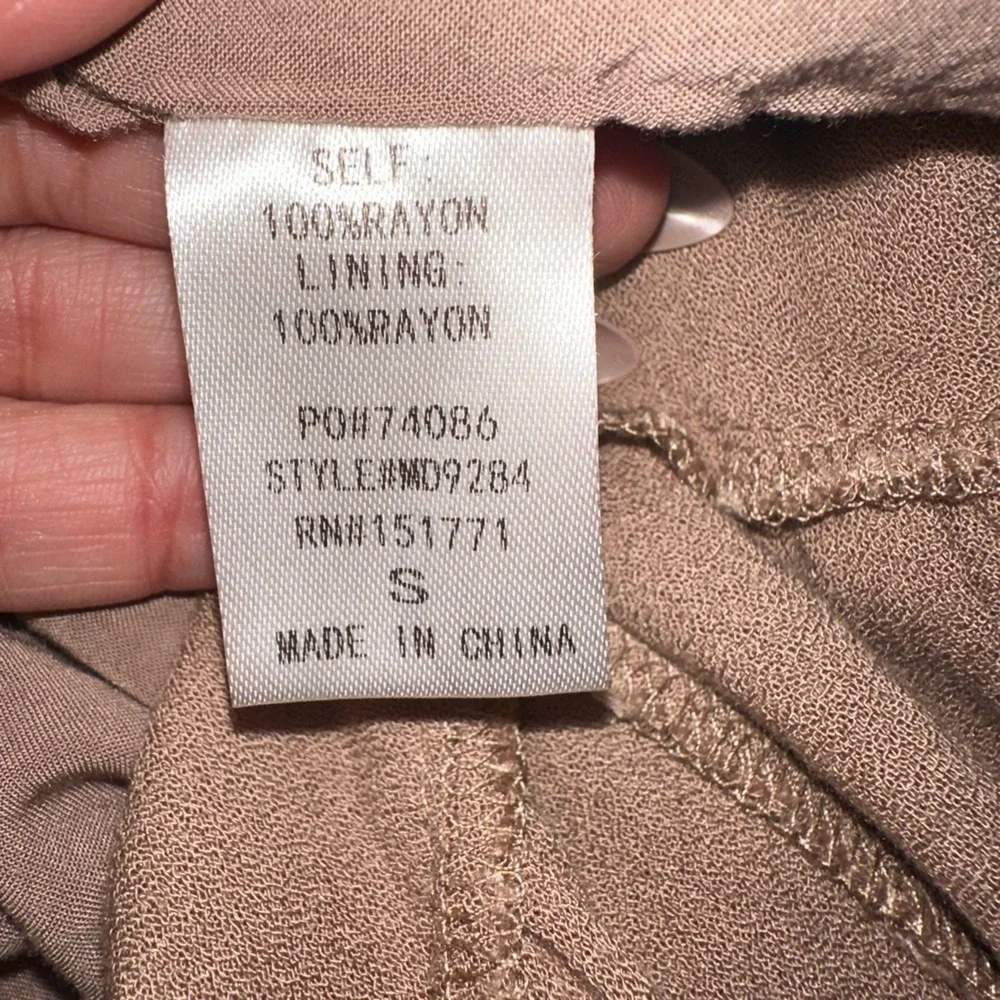 SELF:
100%RAYON
LINING:
100%RAYON
PO#74086
STYLE#MD9284
RN#151771
S
MADE IN CHINA